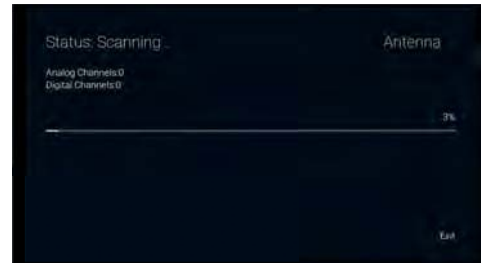 Status: Scanning...
Antenna
Analog Channels:0
Digital Channels:0
3%
Exit